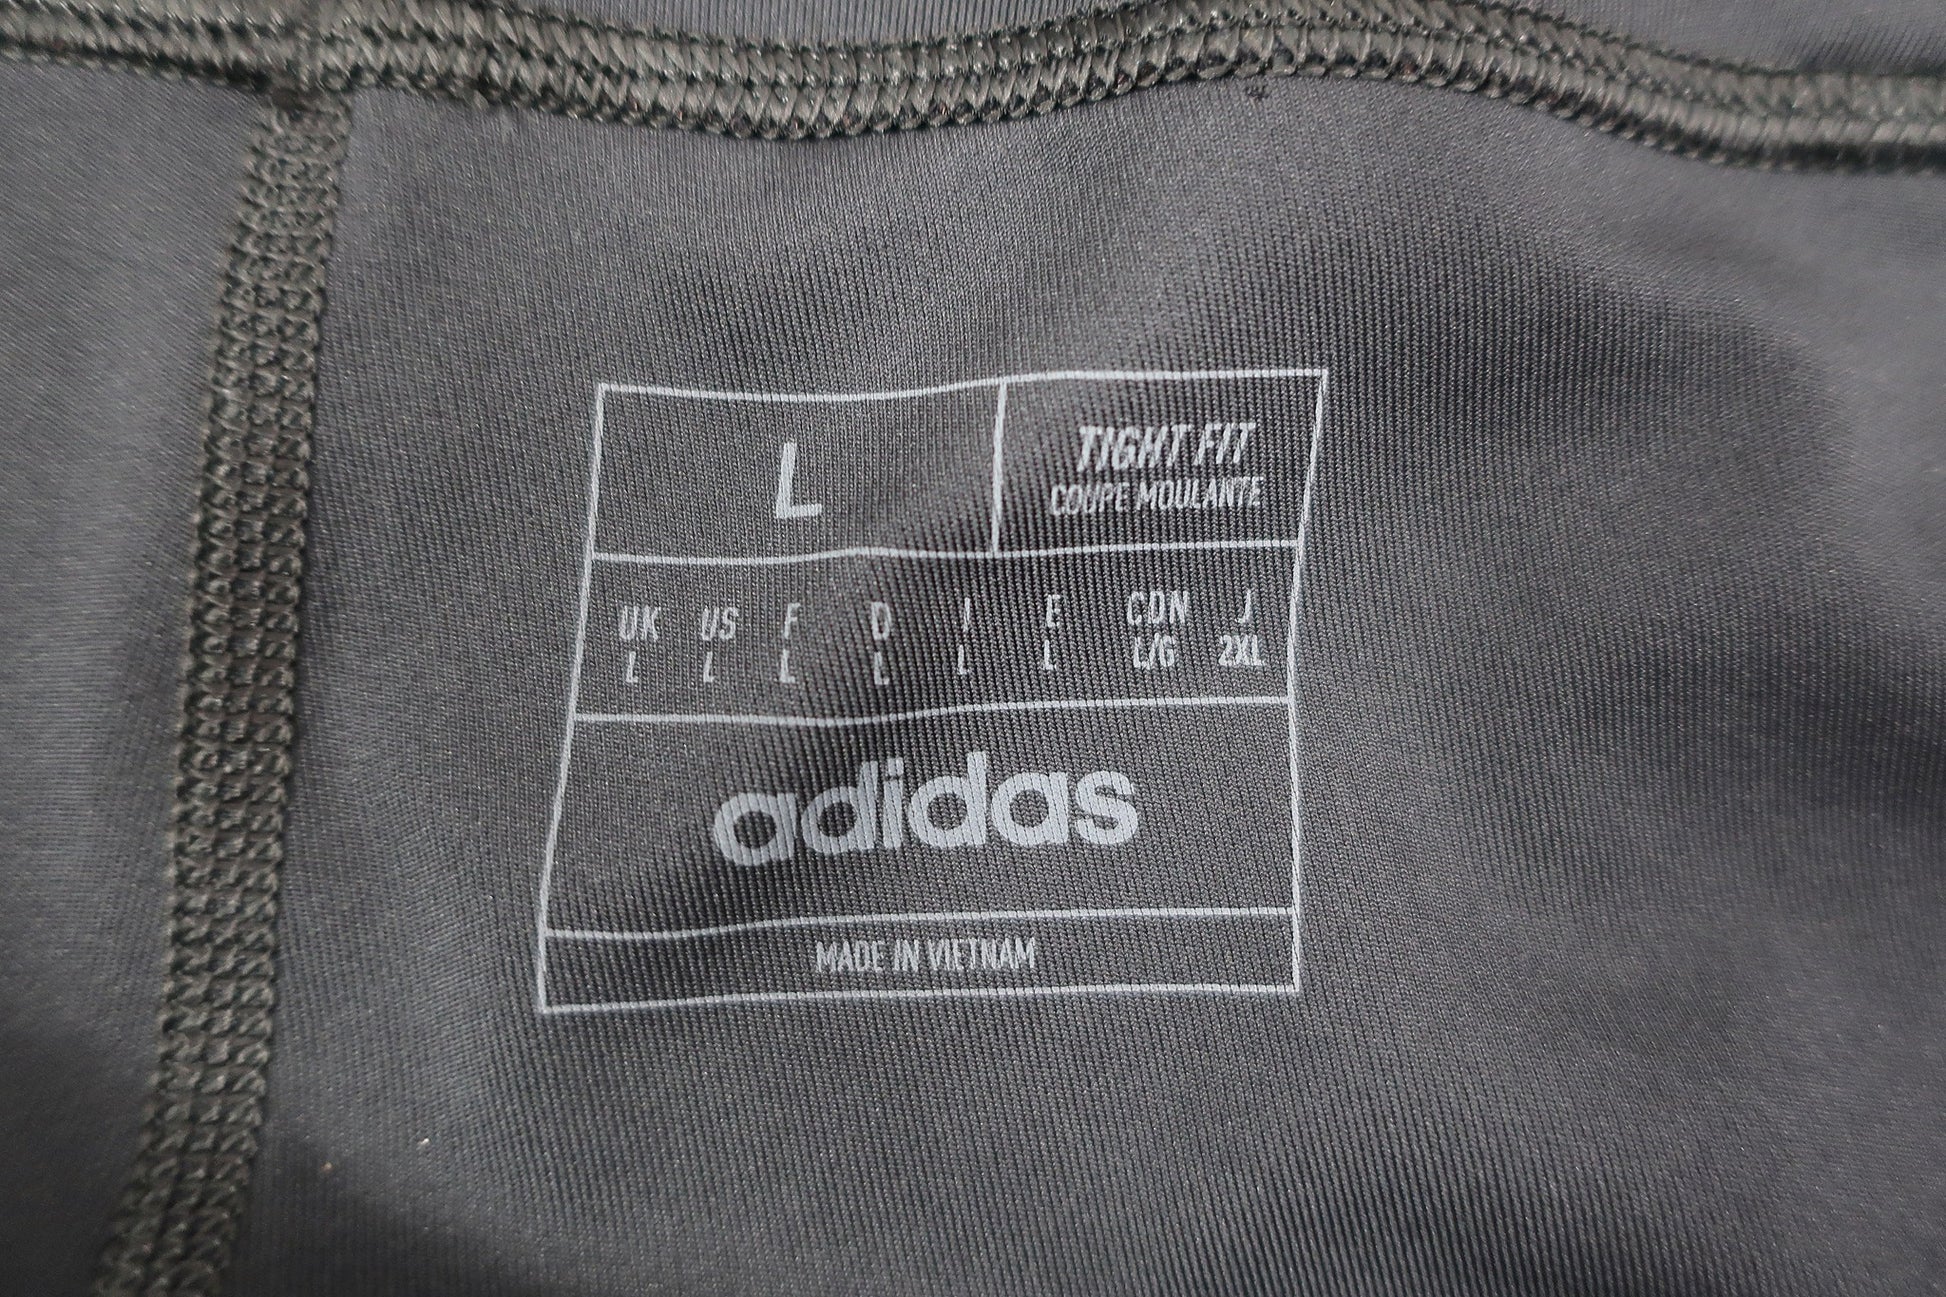 L
TIGHT FIT
COUPE MOULANTE
UK US F D I E CDN J
L L L L L L L/G 2XL
adidas
MADE IN VIETNAM